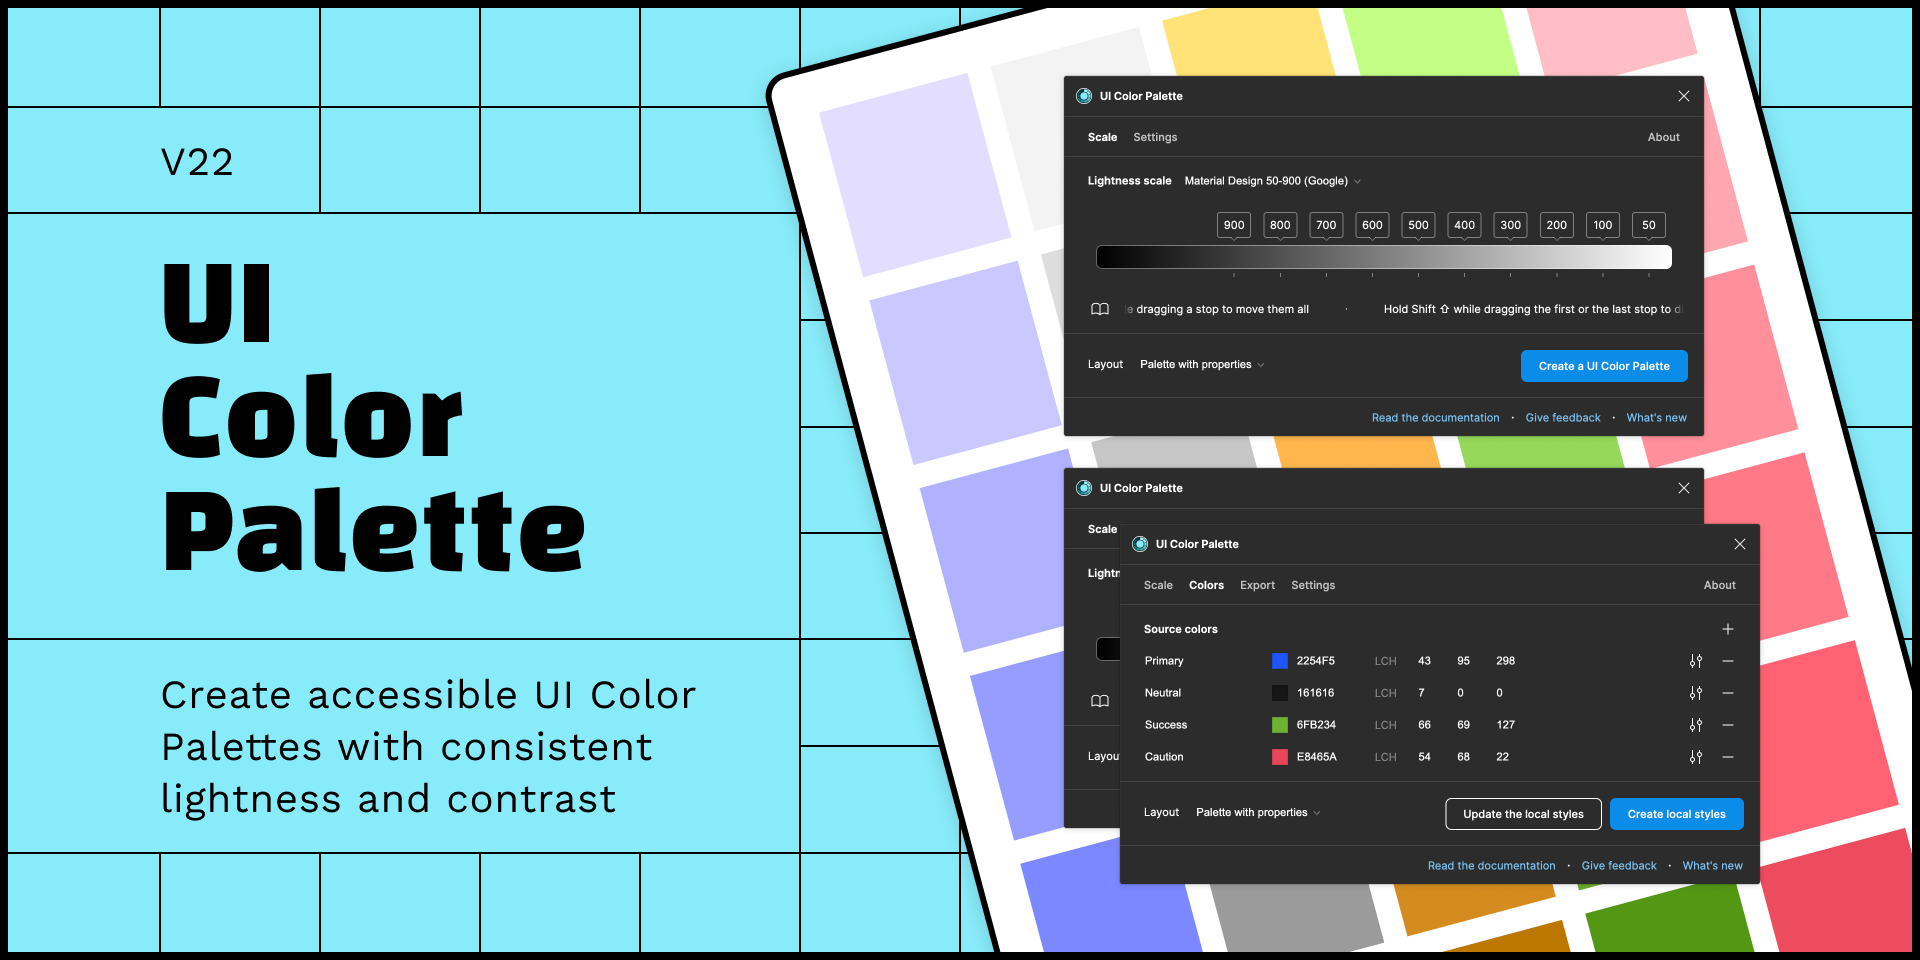 V22
UI
Color
Palette
Create accessible UI Color
Palettes with consistent
lightness and contrast
UI Color Palette
Scale Settings About
Lightness scale Material Design 50-900 (Google)
900 800 700 600 500 400 300 200 100 50
e dragging a stop to move them all · Hold Shift ⇧ while dragging the first or the last stop to d
Layout Palette with properties Create a UI Color Palette
Read the documentation · Give feedback · What's new
UI Color Palette
Scale
Lightn
Layou
UI Color Palette
Scale Colors Export Settings About
Source colors
Primary 2254F5 LCH 43 95 298
Neutral 161616 LCH 7 0 0
Success 6FB234 LCH 66 69 127
Caution E8465A LCH 54 68 22
Layout Palette with properties Update the local styles Create local styles
Read the documentation · Give feedback · What's new